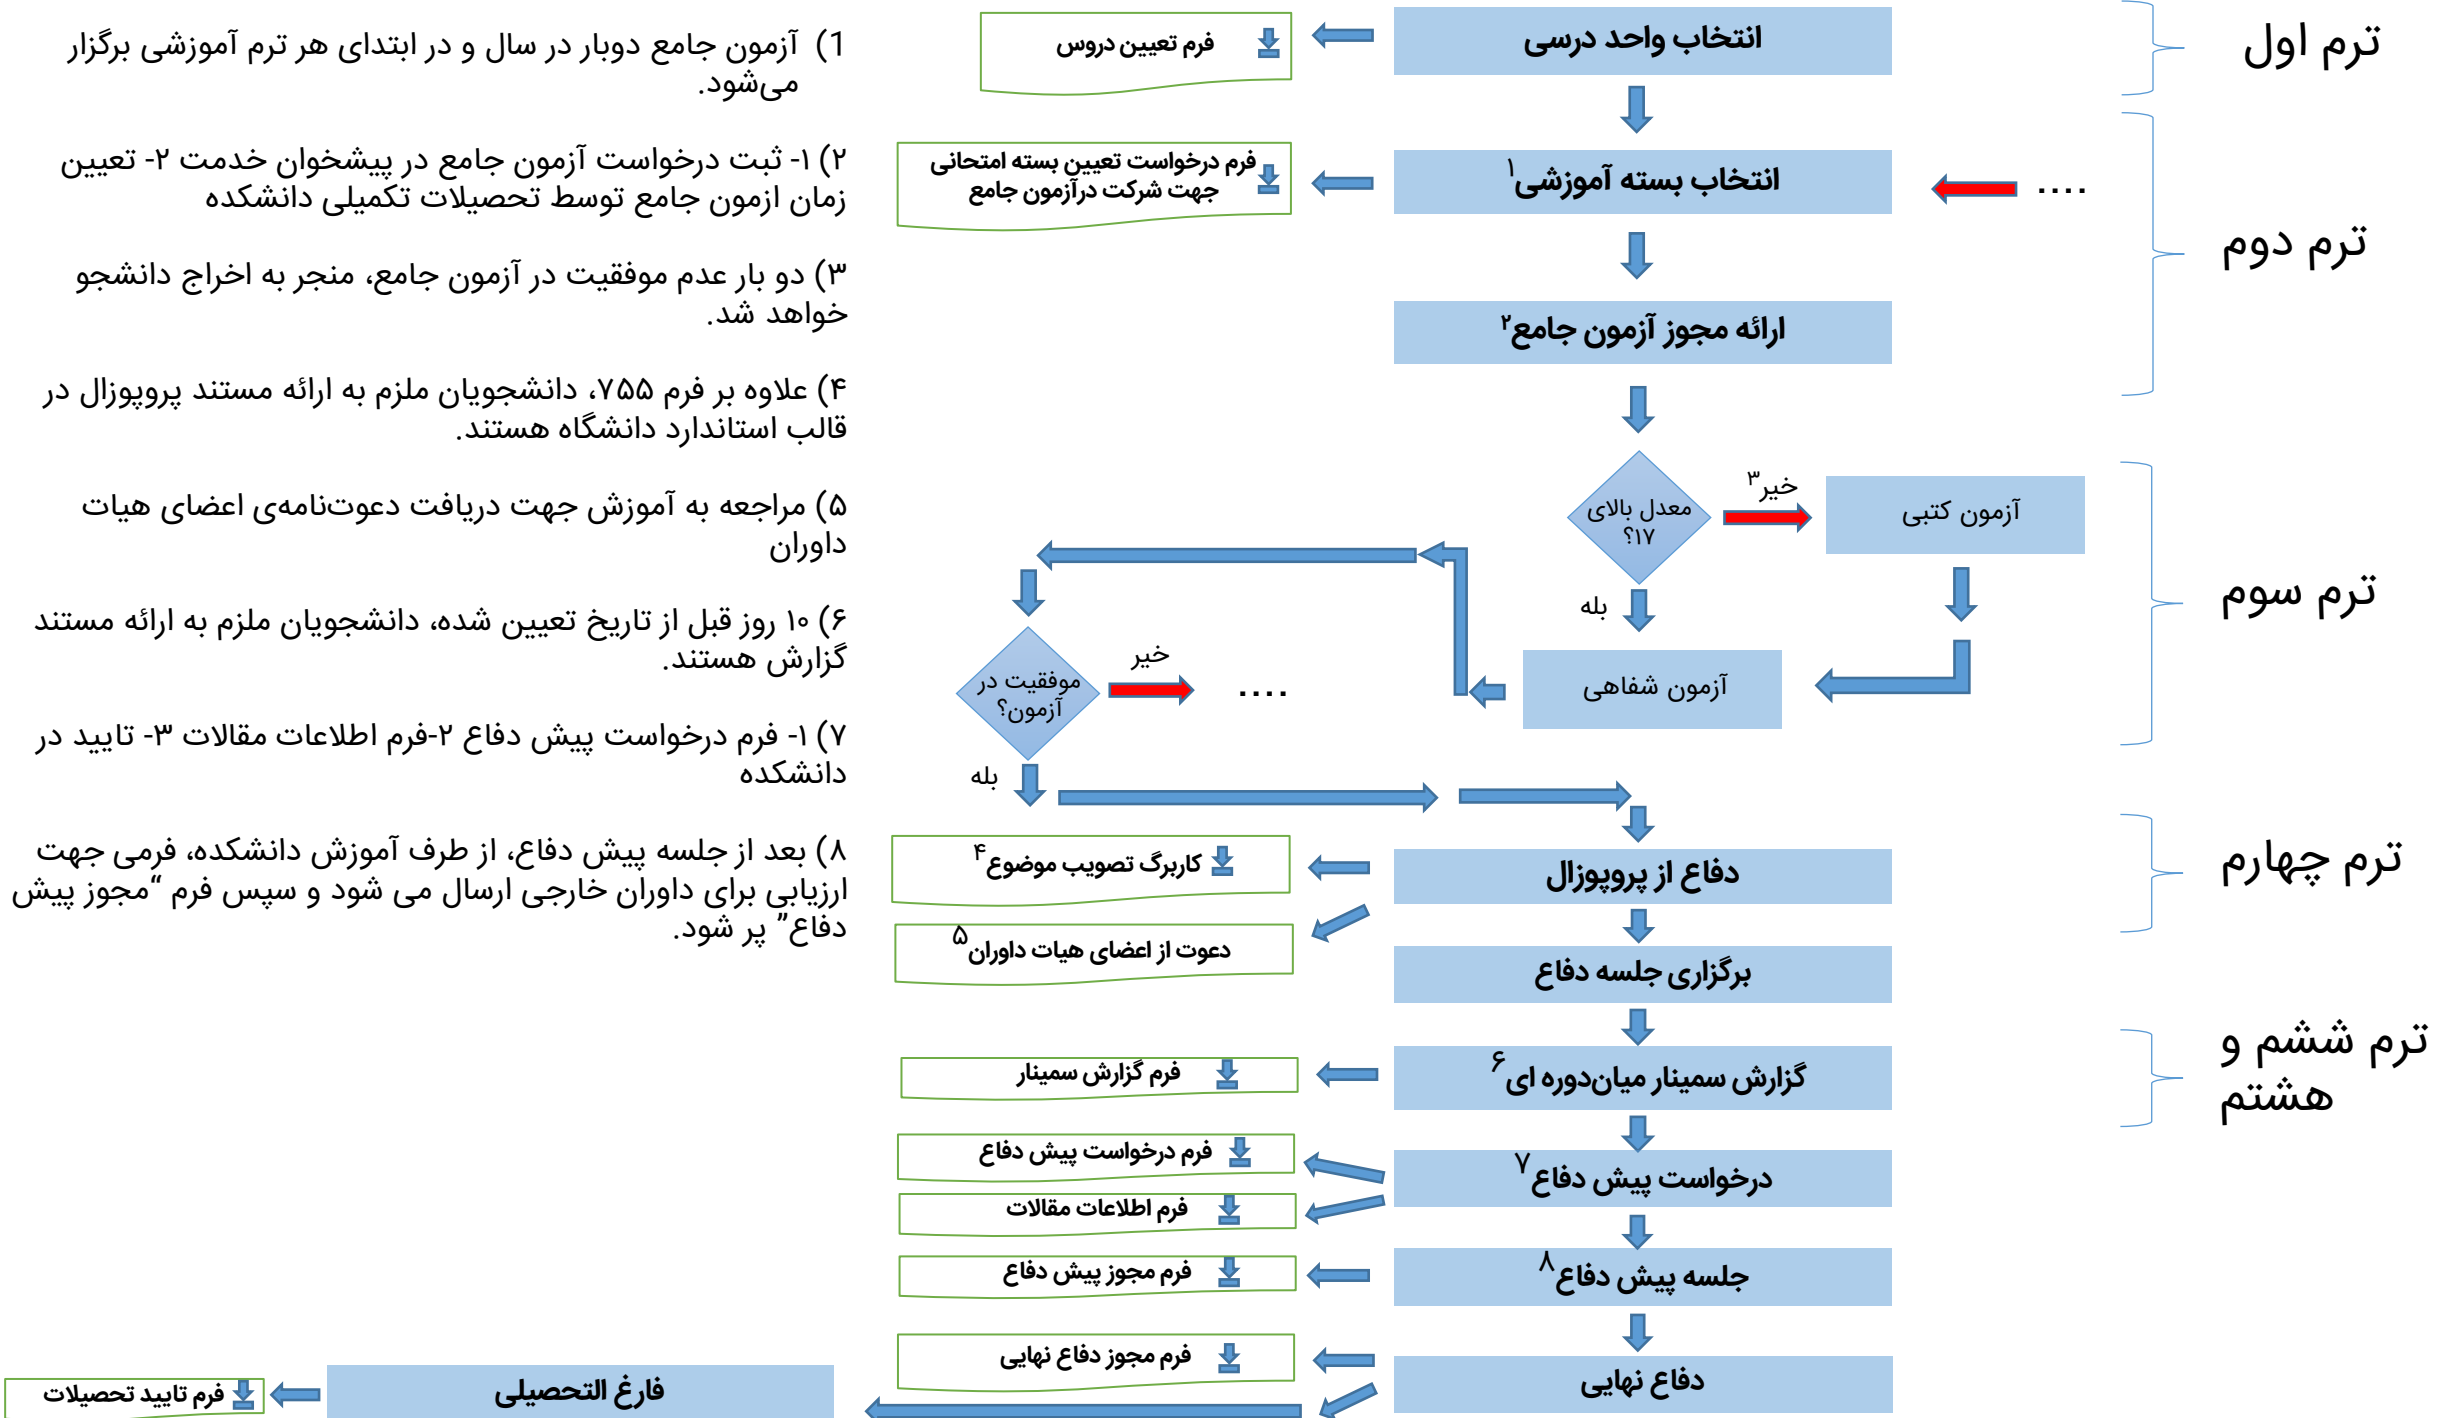 ترم اول
انتخاب واحد درسی
فرم تعیین دروس
ترم دوم
....
انتخاب بسته آموزشی۱
فرم درخواست تعیین بسته امتحانی
جهت شرکت درآزمون جامع
ارائه مجوز آزمون جامع۲
ترم سوم
معدل بالای
۱۷؟
خیر۳
آزمون کتبی
بله
آزمون شفاهی
موفقیت در
آزمون؟
خیر
....
بله
ترم چهارم
دفاع از پروپوزال
کاربرگ تصویب موضوع۴
دعوت از اعضای هیات داوران۵
برگزاری جلسه دفاع
ترم ششم و
هشتم
گزارش سمینار میان‌دوره ای۶
فرم گزارش سمینار
درخواست پیش دفاع۷
فرم درخواست پیش دفاع
فرم اطلاعات مقالات
جلسه پیش دفاع۸
فرم مجوز پیش دفاع
دفاع نهایی
فرم مجوز دفاع نهایی
فارغ التحصیلی
فرم تایید تحصیلات
1) آزمون جامع دوبار در سال و در ابتدای هر ترم آموزشی برگزار
می‌شود.
۲) ۱- ثبت درخواست آزمون جامع در پیشخوان خدمت ۲- تعیین
زمان ازمون جامع توسط تحصیلات تکمیلی دانشکده
۳) دو بار عدم موفقیت در آزمون جامع، منجر به اخراج دانشجو
خواهد شد.
۴) علاوه بر فرم ۷۵۵، دانشجویان ملزم به ارائه مستند پروپوزال در
قالب استاندارد دانشگاه هستند.
۵) مراجعه به آموزش جهت دریافت دعوت‌نامه‌ی اعضای هیات
داوران
۶) ۱۰ روز قبل از تاریخ تعیین شده، دانشجویان ملزم به ارائه مستند
گزارش هستند.
۷) ۱- فرم درخواست پیش دفاع ۲-فرم اطلاعات مقالات ۳- تایید در
دانشکده
۸) بعد از جلسه پیش دفاع، از طرف آموزش دانشکده، فرمی جهت
ارزیابی برای داوران خارجی ارسال می شود و سپس فرم “مجوز پیش
دفاع” پر شود.